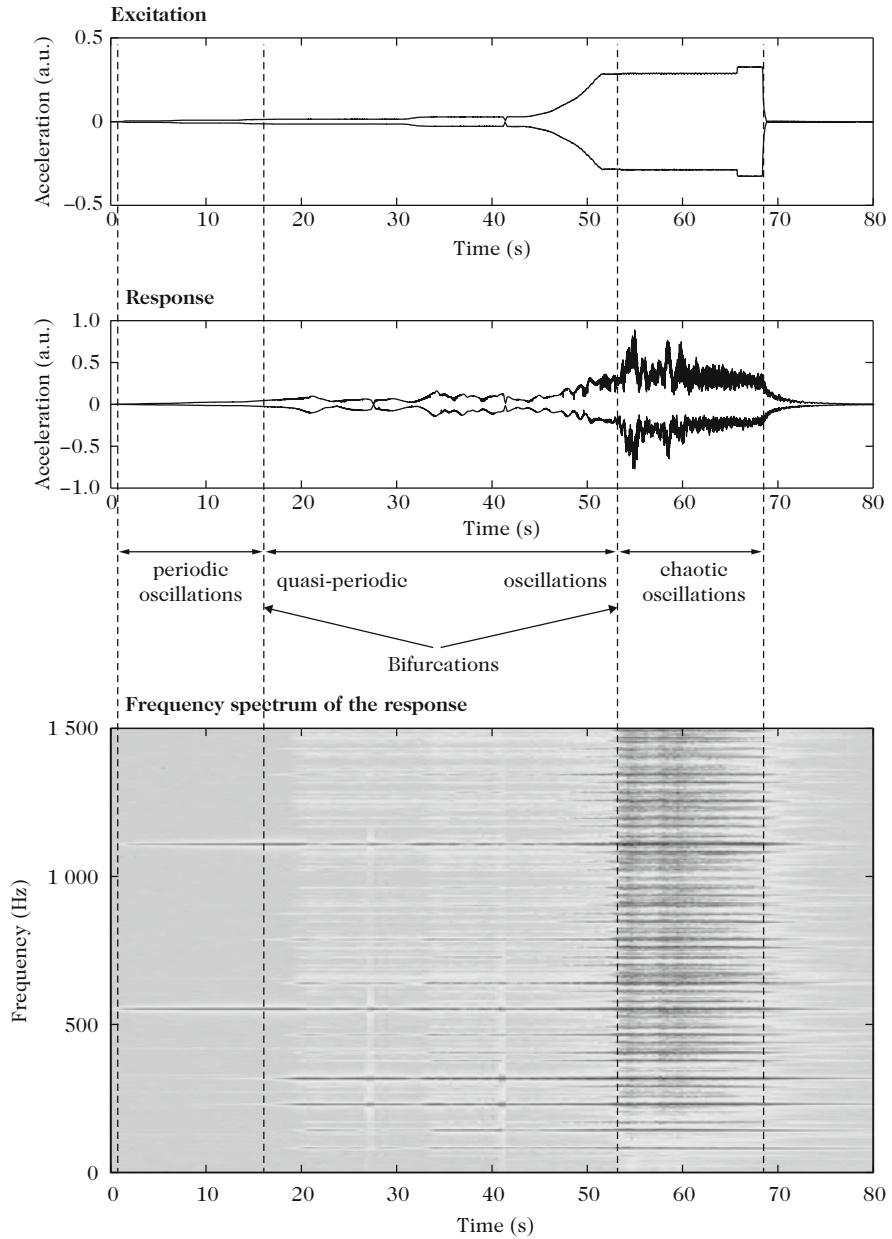 Excitation
0.5
0
−0.5
Acceleration (a.u.)
0 10 20 30 40 50 60 70 80
Time (s)
Response
1.0
0.5
0
−0.5
−1.0
Acceleration (a.u.)
0 10 20 30 40 50 60 70 80
Time (s)
periodic oscillations
quasi-periodic oscillations
chaotic oscillations
Bifurcations
Frequency spectrum of the response
1 500
1 000
500
0
Frequency (Hz)
0 10 20 30 40 50 60 70 80
Time (s)